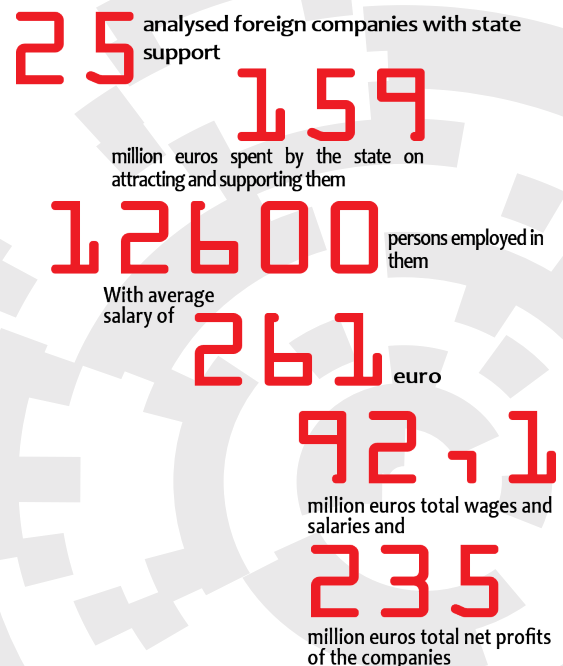 25 analysed foreign companies with state
support
159
million euros spent by the state on
attracting and supporting them
12600 persons employed in
them
With average
salary of 261 euro
92,1
million euros total wages and
salaries and
235
million euros total net profits
of the companies